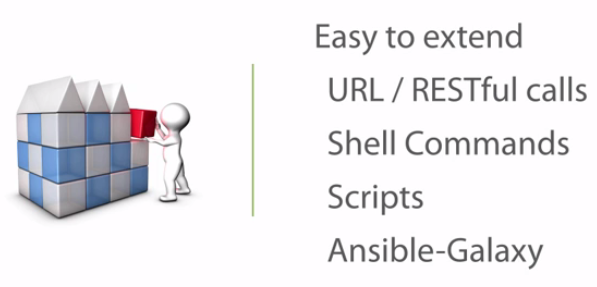 Easy to extend
URL / RESTful calls
Shell Commands
Scripts
Ansible-Galaxy